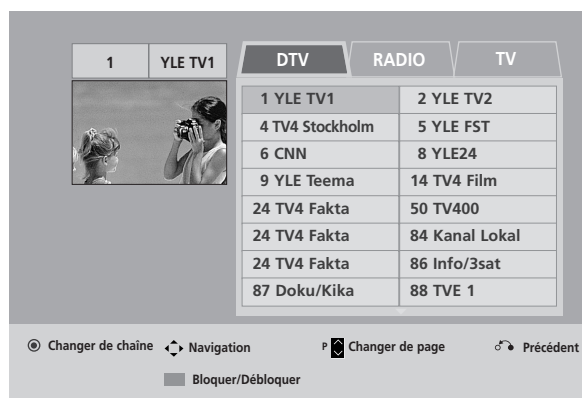 1 YLE TV1
DTV RADIO TV
1 YLE TV1 2 YLE TV2
4 TV4 Stockholm 5 YLE FST
6 CNN 8 YLE24
9 YLE Teema 14 TV4 Film
24 TV4 Fakta 50 TV400
24 TV4 Fakta 84 Kanal Lokal
24 TV4 Fakta 86 Info/3sat
87 Doku/Kika 88 TVE 1
Changer de chaîne Navigation P Changer de page Précédent
Bloquer/Débloquer